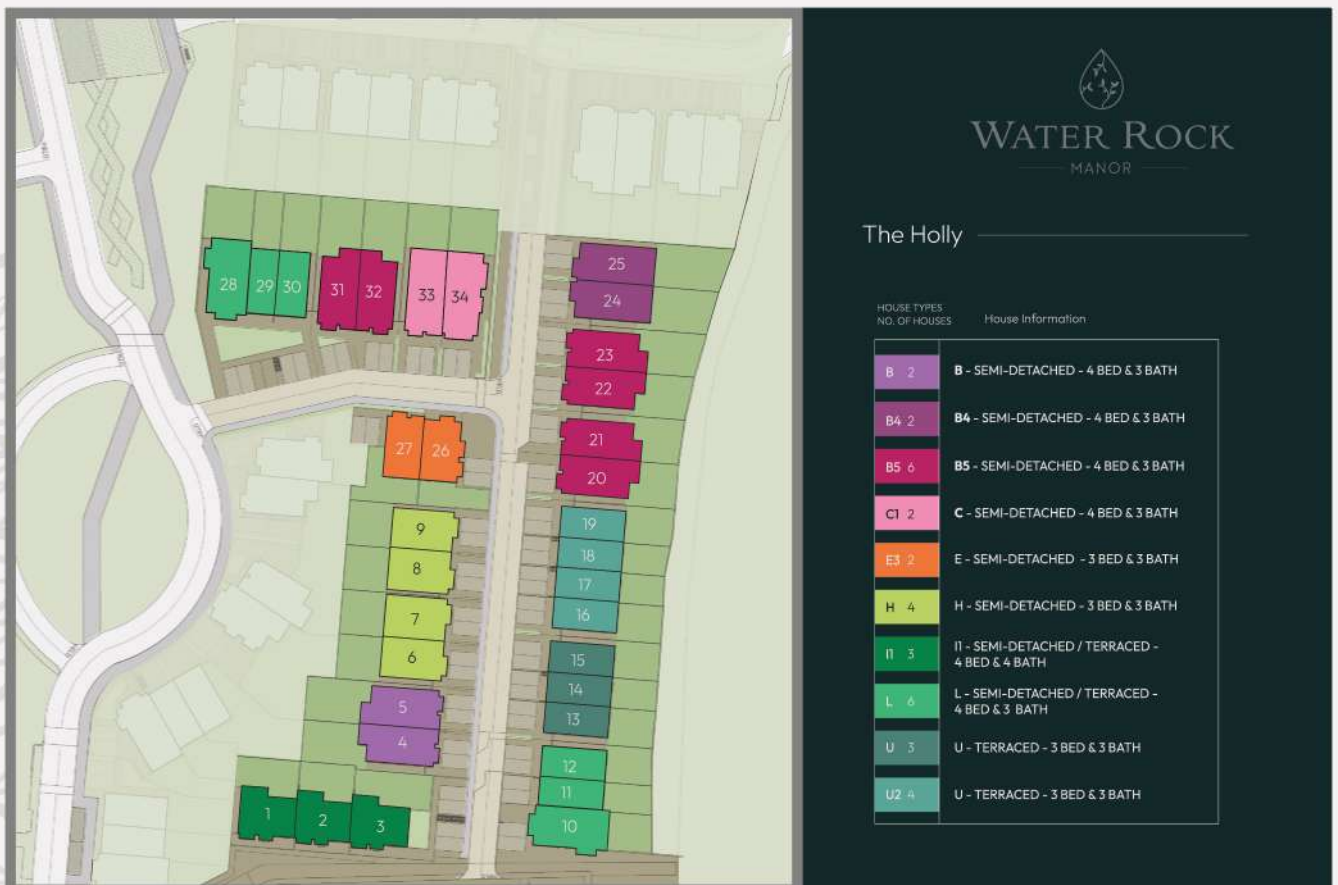 WATER ROCK
MANOR
The Holly
HOUSE TYPES
NO. OF HOUSES
House Information
B 2
B - SEMI-DETACHED - 4 BED & 3 BATH
B4 2
B4 - SEMI-DETACHED - 4 BED & 3 BATH
B5 6
B5 - SEMI-DETACHED - 4 BED & 3 BATH
C1 2
C - SEMI-DETACHED - 4 BED & 3 BATH
E3 2
E - SEMI-DETACHED - 3 BED & 3 BATH
H 4
H - SEMI-DETACHED - 3 BED & 3 BATH
I1 3
I1 - SEMI-DETACHED / TERRACED -
4 BED & 4 BATH
L 6
L - SEMI-DETACHED / TERRACED -
4 BED & 3 BATH
U 3
U - TERRACED - 3 BED & 3 BATH
U2 4
U - TERRACED - 3 BED & 3 BATH
28 29 30 31 32 33 34
25
24
23
22
21
20
27 26
19
18
17
16
9
8
7
6
15
14
13
5
4
12
11
10
1 2 3